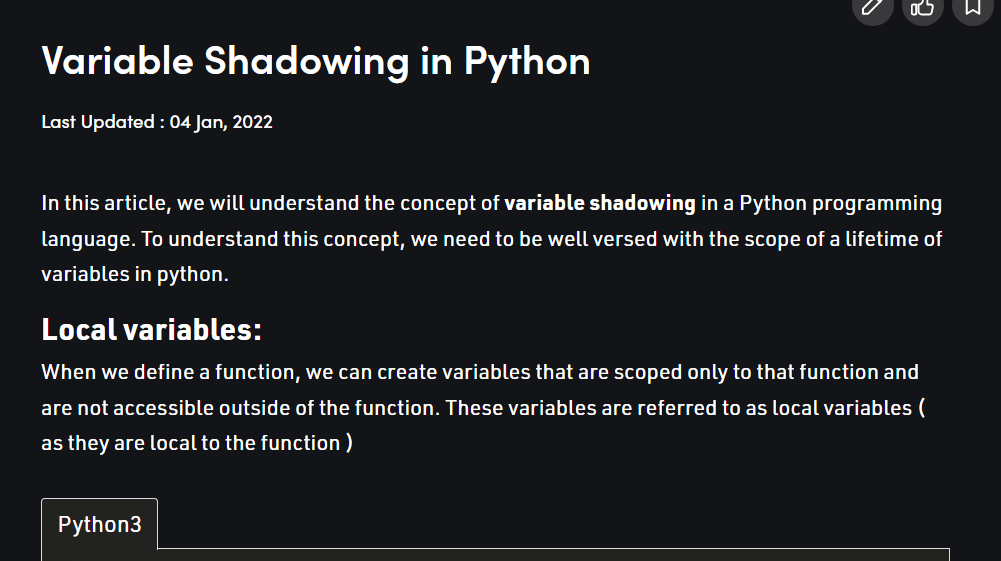 Variable Shadowing in Python
Last Updated : 04 Jan, 2022
In this article, we will understand the concept of variable shadowing in a Python programming
language. To understand this concept, we need to be well versed with the scope of a lifetime of
variables in python.
Local variables:
When we define a function, we can create variables that are scoped only to that function and
are not accessible outside of the function. These variables are referred to as local variables (
as they are local to the function )
Python3